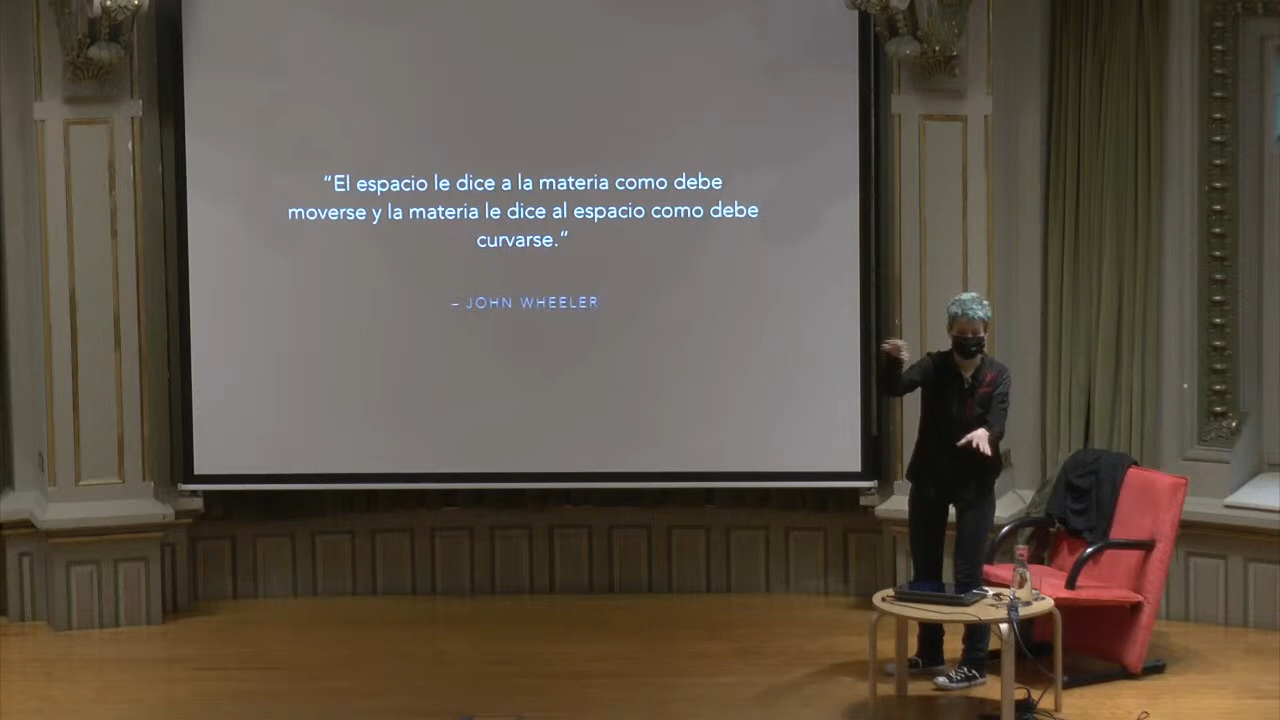 “El espacio le dice a la materia como debe
moverse y la materia le dice al espacio como debe
curvarse.”
– JOHN WHEELER